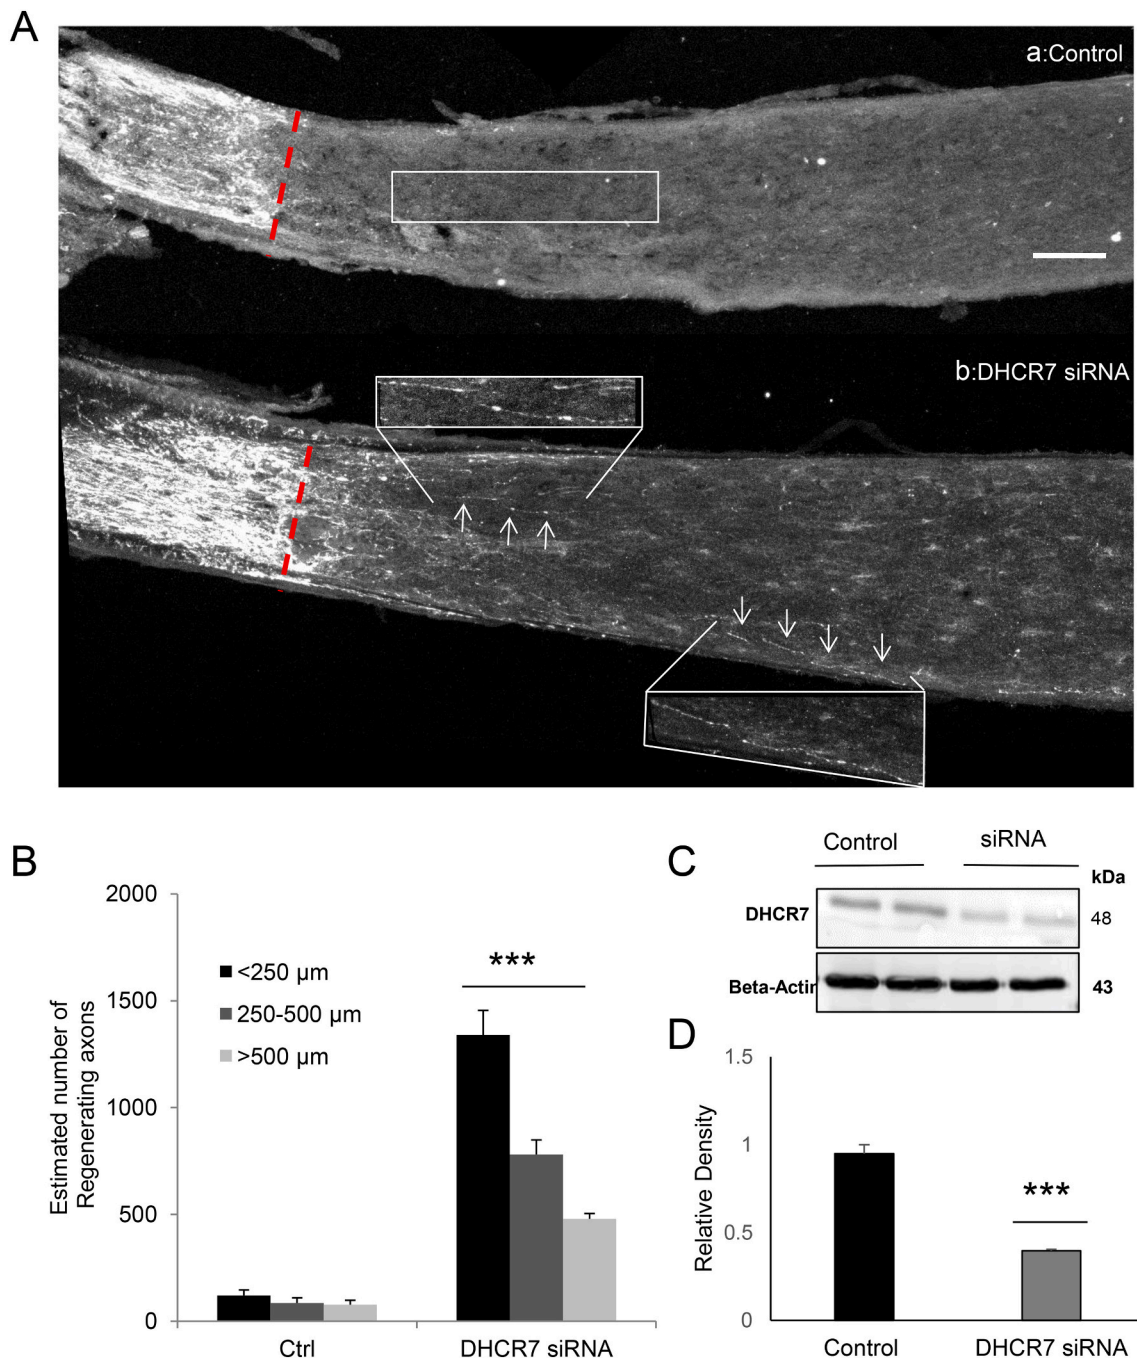 A
a:Control
b:DHCR7 siRNA
B
2000
1500
1000
500
0
Estimated number of
Regenerating axons
<250 µm
250-500 µm
>500 µm
***
Ctrl
DHCR7 siRNA
C
Control
siRNA
kDa
DHCR7
48
Beta-Actin
43
D
1.5
1
0.5
0
Relative Density
***
Control
DHCR7 siRNA